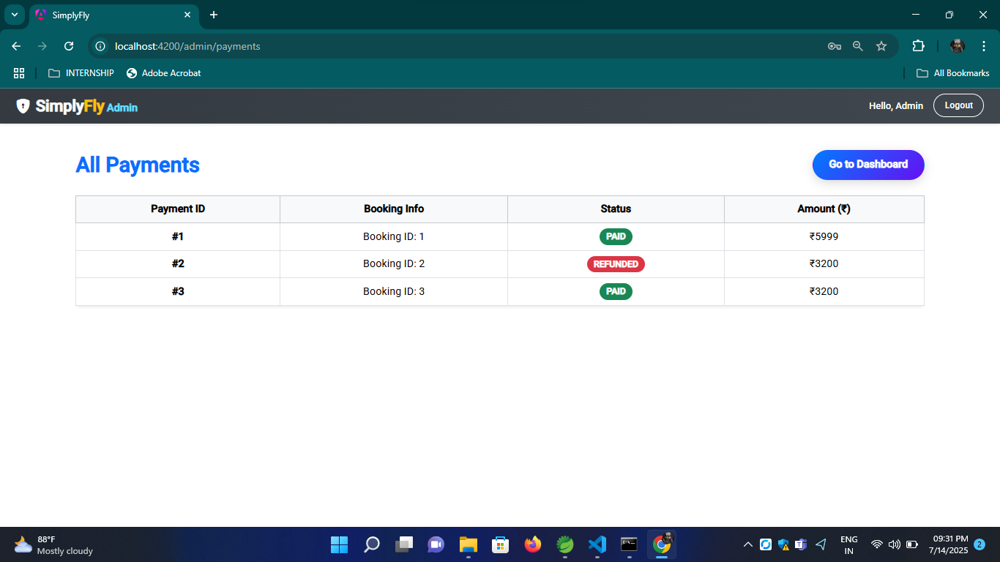 SimplyFly
localhost:4200/admin/payments
INTERNSHIP
Adobe Acrobat
All Bookmarks
SimplyFly Admin
Hello, Admin
Logout
All Payments
Go to Dashboard
Payment ID Booking Info Status Amount (₹)
#1 Booking ID: 1 PAID ₹5999
#2 Booking ID: 2 REFUNDED ₹3200
#3 Booking ID: 3 PAID ₹3200
88°F
Mostly cloudy
ENG
IN
09:31 PM
7/14/2025
2